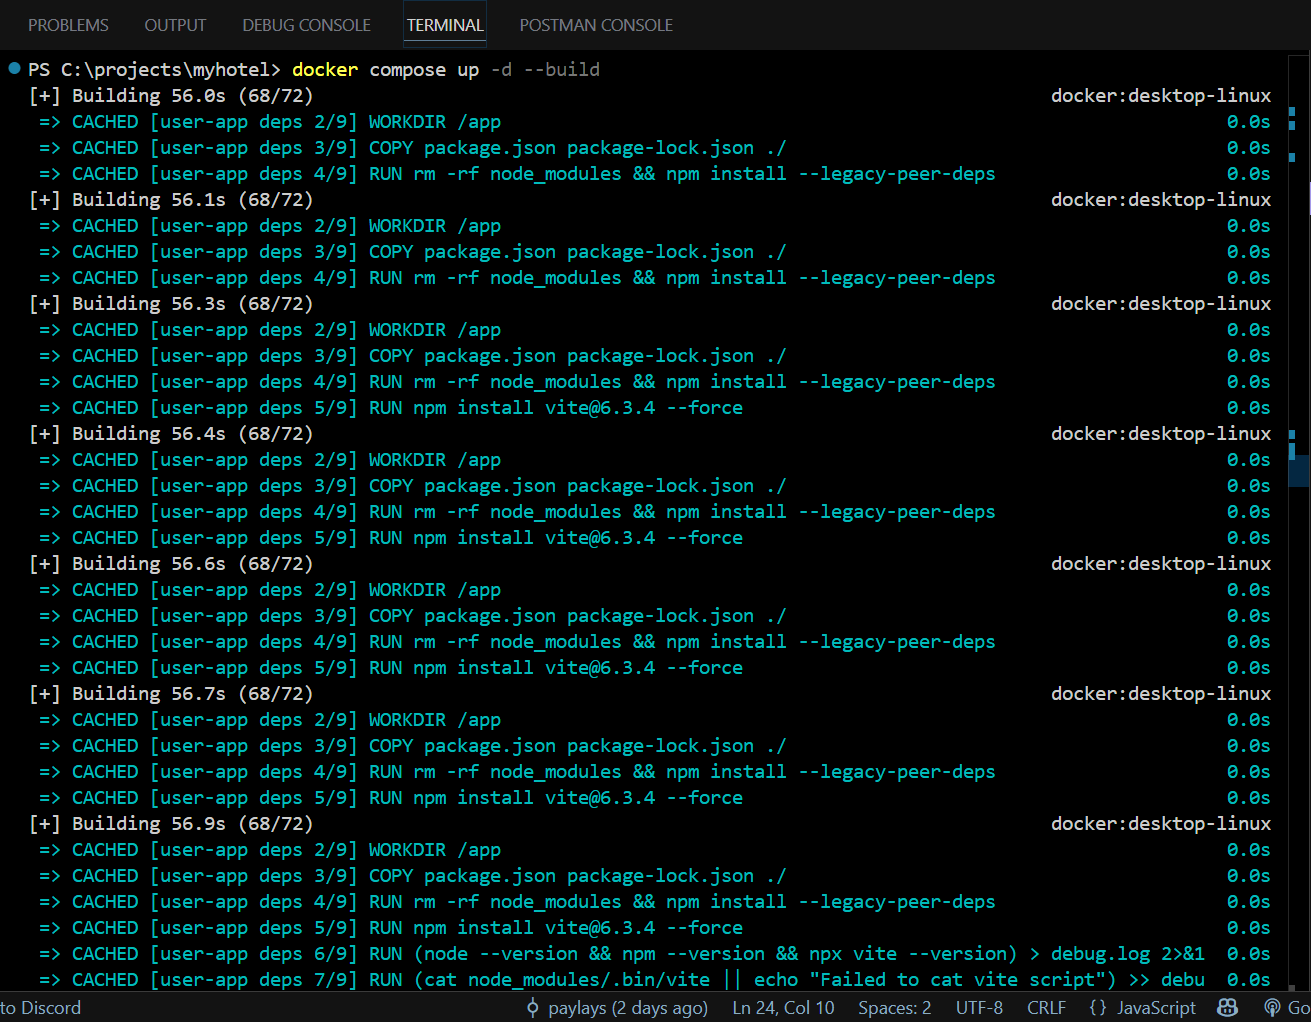 PROBLEMS OUTPUT DEBUG CONSOLE TERMINAL POSTMAN CONSOLE
PS C:\projects\myhotel> docker compose up -d --build
[+] Building 56.0s (68/72) docker:desktop-linux
=> CACHED [user-app deps 2/9] WORKDIR /app 0.0s
=> CACHED [user-app deps 3/9] COPY package.json package-lock.json ./ 0.0s
=> CACHED [user-app deps 4/9] RUN rm -rf node_modules && npm install --legacy-peer-deps 0.0s
[+] Building 56.1s (68/72) docker:desktop-linux
=> CACHED [user-app deps 2/9] WORKDIR /app 0.0s
=> CACHED [user-app deps 3/9] COPY package.json package-lock.json ./ 0.0s
=> CACHED [user-app deps 4/9] RUN rm -rf node_modules && npm install --legacy-peer-deps 0.0s
[+] Building 56.3s (68/72) docker:desktop-linux
=> CACHED [user-app deps 2/9] WORKDIR /app 0.0s
=> CACHED [user-app deps 3/9] COPY package.json package-lock.json ./ 0.0s
=> CACHED [user-app deps 4/9] RUN rm -rf node_modules && npm install --legacy-peer-deps 0.0s
=> CACHED [user-app deps 5/9] RUN npm install vite@6.3.4 --force 0.0s
[+] Building 56.4s (68/72) docker:desktop-linux
=> CACHED [user-app deps 2/9] WORKDIR /app 0.0s
=> CACHED [user-app deps 3/9] COPY package.json package-lock.json ./ 0.0s
=> CACHED [user-app deps 4/9] RUN rm -rf node_modules && npm install --legacy-peer-deps 0.0s
=> CACHED [user-app deps 5/9] RUN npm install vite@6.3.4 --force 0.0s
[+] Building 56.6s (68/72) docker:desktop-linux
=> CACHED [user-app deps 2/9] WORKDIR /app 0.0s
=> CACHED [user-app deps 3/9] COPY package.json package-lock.json ./ 0.0s
=> CACHED [user-app deps 4/9] RUN rm -rf node_modules && npm install --legacy-peer-deps 0.0s
=> CACHED [user-app deps 5/9] RUN npm install vite@6.3.4 --force 0.0s
[+] Building 56.7s (68/72) docker:desktop-linux
=> CACHED [user-app deps 2/9] WORKDIR /app 0.0s
=> CACHED [user-app deps 3/9] COPY package.json package-lock.json ./ 0.0s
=> CACHED [user-app deps 4/9] RUN rm -rf node_modules && npm install --legacy-peer-deps 0.0s
=> CACHED [user-app deps 5/9] RUN npm install vite@6.3.4 --force 0.0s
[+] Building 56.9s (68/72) docker:desktop-linux
=> CACHED [user-app deps 2/9] WORKDIR /app 0.0s
=> CACHED [user-app deps 3/9] COPY package.json package-lock.json ./ 0.0s
=> CACHED [user-app deps 4/9] RUN rm -rf node_modules && npm install --legacy-peer-deps 0.0s
=> CACHED [user-app deps 5/9] RUN npm install vite@6.3.4 --force 0.0s
=> CACHED [user-app deps 6/9] RUN (node --version && npm --version && npx vite --version) > debug.log 2>&1 0.0s
=> CACHED [user-app deps 7/9] RUN (cat node_modules/.bin/vite || echo "Failed to cat vite script") >> debu 0.0s
to Discord paylays (2 days ago) Ln 24, Col 10 Spaces: 2 UTF-8 CRLF {} JavaScript Go